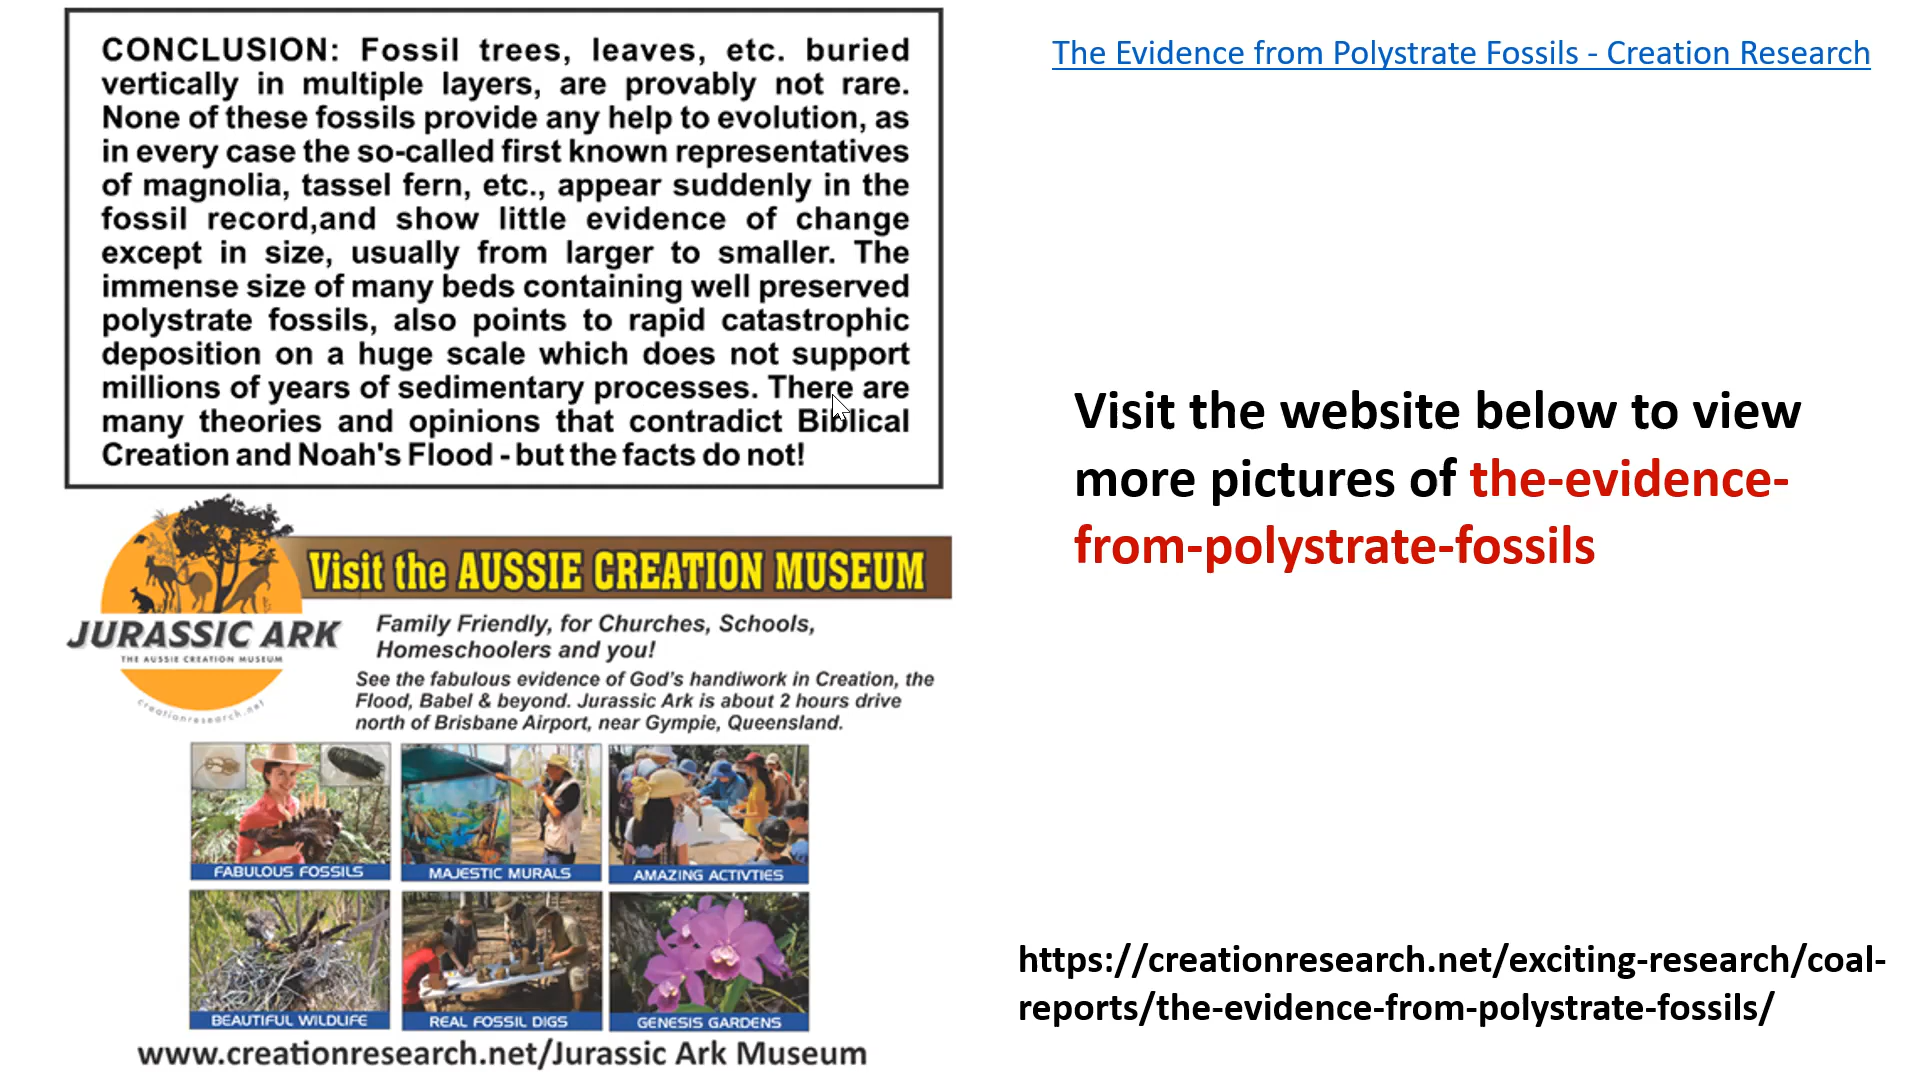 CONCLUSION: Fossil trees, leaves, etc. buried
vertically in multiple layers, are provably not rare.
None of these fossils provide any help to evolution, as
in every case the so-called first known representatives
of magnolia, tassel fern, etc., appear suddenly in the
fossil record,and show little evidence of change
except in size, usually from larger to smaller. The
immense size of many beds containing well preserved
polystrate fossils, also points to rapid catastrophic
deposition on a huge scale which does not support
millions of years of sedimentary processes. There are
many theories and opinions that contradict Biblical
Creation and Noah's Flood - but the facts do not!
Visit the AUSSIE CREATION MUSEUM
JURASSIC ARK
THE AUSSIE CREATION MUSEUM
creationresearch.net
Family Friendly, for Churches, Schools,
Homeschoolers and you!
See the fabulous evidence of God's handiwork in Creation, the
Flood, Babel & beyond. Jurassic Ark is about 2 hours drive
north of Brisbane Airport, near Gympie, Queensland.
FABULOUS FOSSILS
MAJESTIC MURALS
AMAZING ACTIVTIES
BEAUTIFUL WILDLIFE
REAL FOSSIL DIGS
GENESIS GARDENS
www.creationresearch.net/Jurassic Ark Museum
The Evidence from Polystrate Fossils - Creation Research
Visit the website below to view
more pictures of the-evidence-
from-polystrate-fossils
https://creationresearch.net/exciting-research/coal-
reports/the-evidence-from-polystrate-fossils/